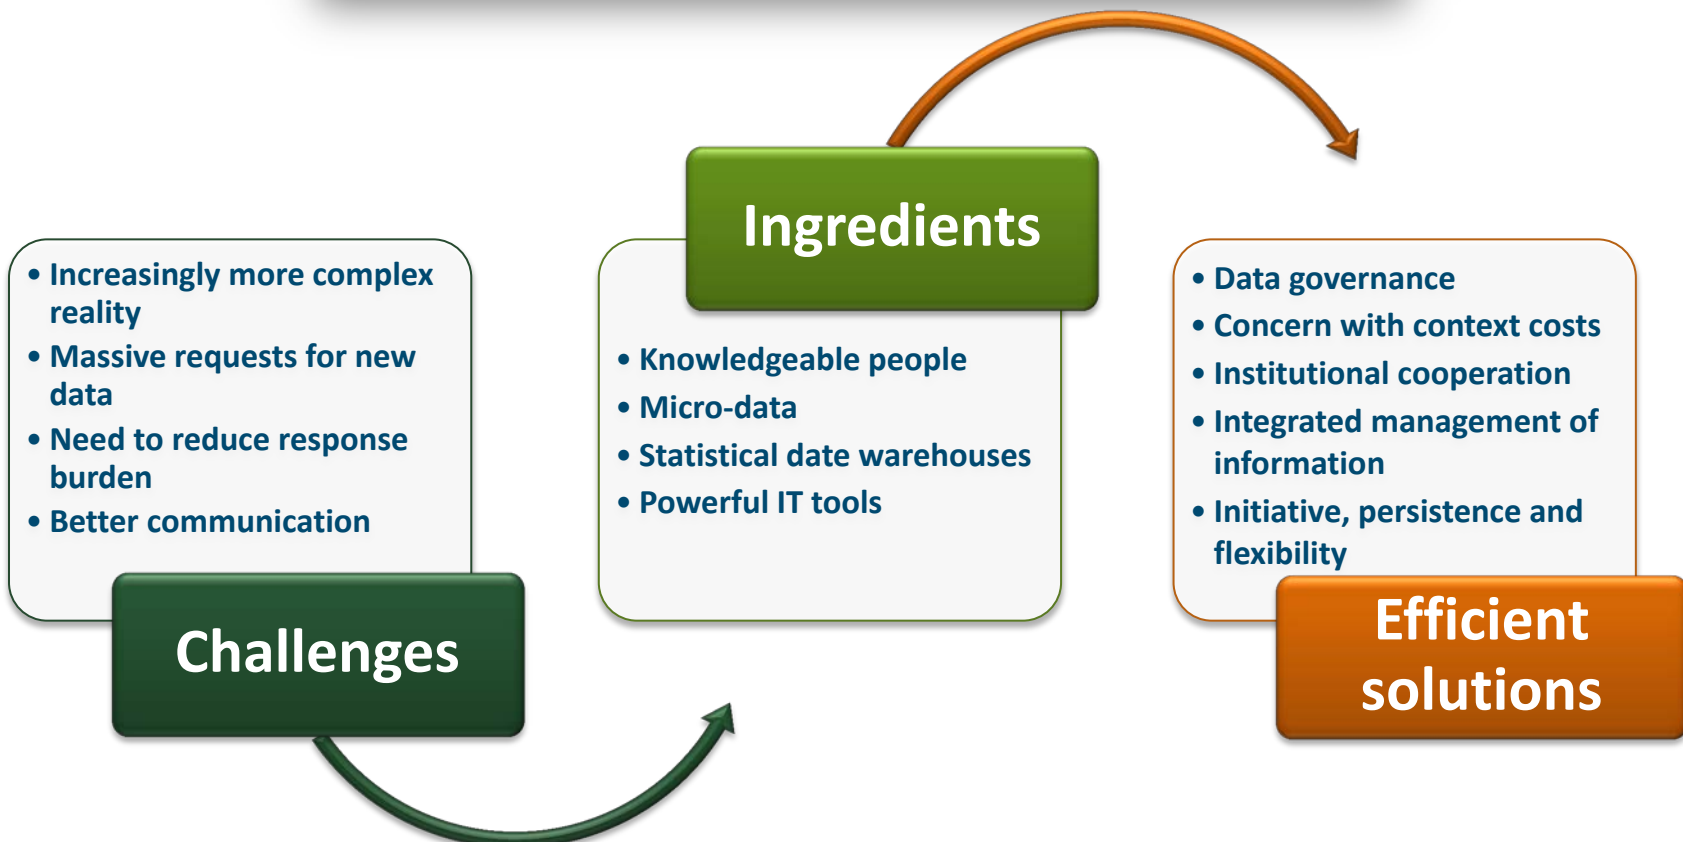 • Increasingly more complex
reality
• Massive requests for new
data
• Need to reduce response
burden
• Better communication
Challenges
Ingredients
• Knowledgeable people
• Micro-data
• Statistical date warehouses
• Powerful IT tools
• Data governance
• Concern with context costs
• Institutional cooperation
• Integrated management of
information
• Initiative, persistence and
flexibility
Efficient
solutions